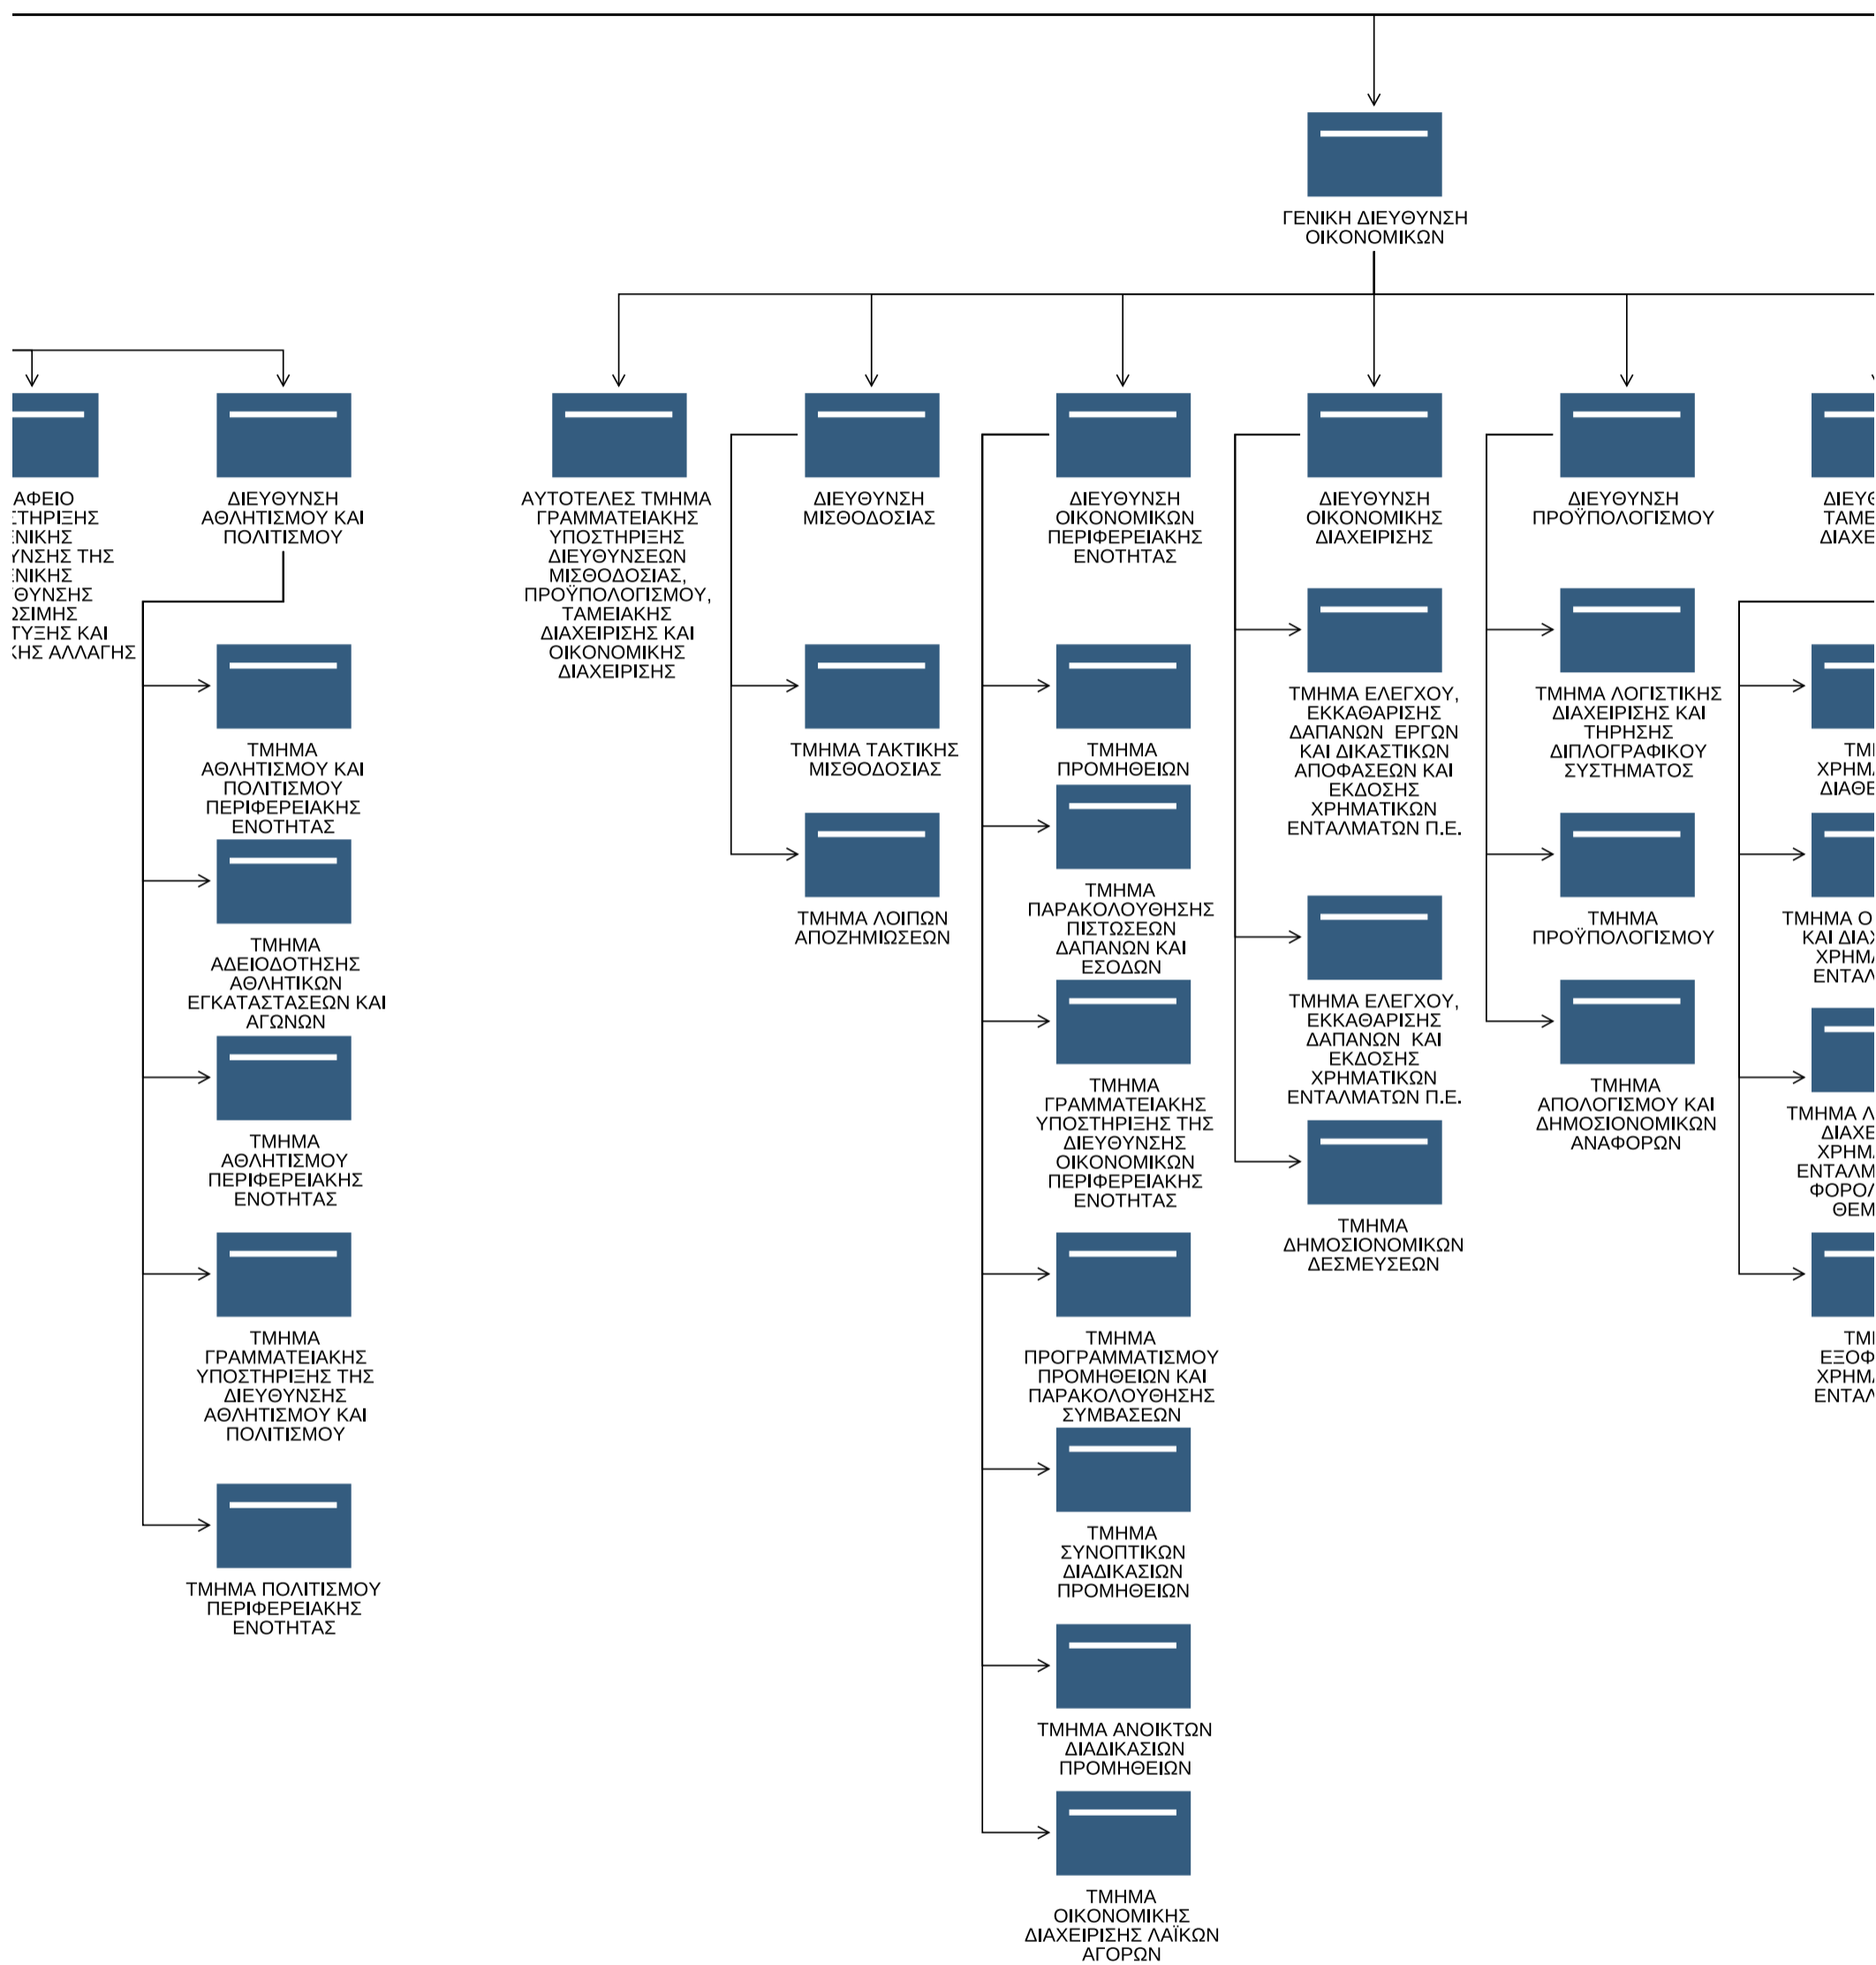 ΓΕΝΙΚΗ ΔΙΕΥΘΥΝΣΗ
ΟΙΚΟΝΟΜΙΚΩΝ
ΑΛΛΑΓΗΣ
ΔΙΕΥΘΥΝΣΗ
ΑΘΛΗΤΙΣΜΟΥ ΚΑΙ
ΠΟΛΙΤΙΣΜΟΥ
ΤΜΗΜΑ
ΑΘΛΗΤΙΣΜΟΥ ΚΑΙ
ΠΟΛΙΤΙΣΜΟΥ
ΠΕΡΙΦΕΡΕΙΑΚΗΣ
ΕΝΟΤΗΤΑΣ
ΤΜΗΜΑ
ΑΔΕΙΟΔΟΤΗΣΗΣ
ΑΘΛΗΤΙΚΩΝ
ΕΓΚΑΤΑΣΤΑΣΕΩΝ ΚΑΙ
ΑΓΩΝΩΝ
ΤΜΗΜΑ
ΑΘΛΗΤΙΣΜΟΥ
ΠΕΡΙΦΕΡΕΙΑΚΗΣ
ΕΝΟΤΗΤΑΣ
ΤΜΗΜΑ
ΓΡΑΜΜΑΤΕΙΑΚΗΣ
ΥΠΟΣΤΗΡΙΞΗΣ ΤΗΣ
ΔΙΕΥΘΥΝΣΗΣ
ΑΘΛΗΤΙΣΜΟΥ ΚΑΙ
ΠΟΛΙΤΙΣΜΟΥ
ΤΜΗΜΑ ΠΟΛΙΤΙΣΜΟΥ
ΠΕΡΙΦΕΡΕΙΑΚΗΣ
ΕΝΟΤΗΤΑΣ
ΑΥΤΟΤΕΛΕΣ ΤΜΗΜΑ
ΓΡΑΜΜΑΤΕΙΑΚΗΣ
ΥΠΟΣΤΗΡΙΞΗΣ
ΔΙΕΥΘΥΝΣΕΩΝ
ΜΙΣΘΟΔΟΣΙΑΣ,
ΠΡΟΫΠΟΛΟΓΙΣΜΟΥ,
ΤΑΜΕΙΑΚΗΣ
ΔΙΑΧΕΙΡΙΣΗΣ ΚΑΙ
ΟΙΚΟΝΟΜΙΚΗΣ
ΔΙΑΧΕΙΡΙΣΗΣ
ΔΙΕΥΘΥΝΣΗ
ΜΙΣΘΟΔΟΣΙΑΣ
ΤΜΗΜΑ ΤΑΚΤΙΚΗΣ
ΜΙΣΘΟΔΟΣΙΑΣ
ΤΜΗΜΑ ΛΟΙΠΩΝ
ΑΠΟΖΗΜΙΩΣΕΩΝ
ΔΙΕΥΘΥΝΣΗ
ΟΙΚΟΝΟΜΙΚΩΝ
ΠΕΡΙΦΕΡΕΙΑΚΗΣ
ΕΝΟΤΗΤΑΣ
ΤΜΗΜΑ
ΠΡΟΜΗΘΕΙΩΝ
ΤΜΗΜΑ
ΠΑΡΑΚΟΛΟΥΘΗΣΗΣ
ΠΙΣΤΩΣΕΩΝ
ΔΑΠΑΝΩΝ ΚΑΙ
ΕΣΟΔΩΝ
ΤΜΗΜΑ
ΓΡΑΜΜΑΤΕΙΑΚΗΣ
ΥΠΟΣΤΗΡΙΞΗΣ ΤΗΣ
ΔΙΕΥΘΥΝΣΗΣ
ΟΙΚΟΝΟΜΙΚΩΝ
ΠΕΡΙΦΕΡΕΙΑΚΗΣ
ΕΝΟΤΗΤΑΣ
ΤΜΗΜΑ
ΠΡΟΓΡΑΜΜΑΤΙΣΜΟΥ
ΠΡΟΜΗΘΕΙΩΝ ΚΑΙ
ΠΑΡΑΚΟΛΟΥΘΗΣΗΣ
ΣΥΜΒΑΣΕΩΝ
ΤΜΗΜΑ
ΣΥΝΟΠΤΙΚΩΝ
ΔΙΑΔΙΚΑΣΙΩΝ
ΠΡΟΜΗΘΕΙΩΝ
ΤΜΗΜΑ ΑΝΟΙΚΤΩΝ
ΔΙΑΔΙΚΑΣΙΩΝ
ΠΡΟΜΗΘΕΙΩΝ
ΤΜΗΜΑ
ΟΙΚΟΝΟΜΙΚΗΣ
ΔΙΑΧΕΙΡΙΣΗΣ ΛΑΪΚΩΝ
ΑΓΟΡΩΝ
ΔΙΕΥΘΥΝΣΗ
ΟΙΚΟΝΟΜΙΚΗΣ
ΔΙΑΧΕΙΡΙΣΗΣ
ΤΜΗΜΑ ΕΛΕΓΧΟΥ,
ΕΚΚΑΘΑΡΙΣΗΣ
ΔΑΠΑΝΩΝ ΕΡΓΩΝ
ΚΑΙ ΔΙΚΑΣΤΙΚΩΝ
ΑΠΟΦΑΣΕΩΝ ΚΑΙ
ΕΚΔΟΣΗΣ
ΧΡΗΜΑΤΙΚΩΝ
ΕΝΤΑΛΜΑΤΩΝ Π.Ε.
ΤΜΗΜΑ ΕΛΕΓΧΟΥ,
ΕΚΚΑΘΑΡΙΣΗΣ
ΔΑΠΑΝΩΝ ΚΑΙ
ΕΚΔΟΣΗΣ
ΧΡΗΜΑΤΙΚΩΝ
ΕΝΤΑΛΜΑΤΩΝ Π.Ε.
ΤΜΗΜΑ
ΔΗΜΟΣΙΟΝΟΜΙΚΩΝ
ΔΕΣΜΕΥΣΕΩΝ
ΔΙΕΥΘΥΝΣΗ
ΠΡΟΫΠΟΛΟΓΙΣΜΟΥ
ΤΜΗΜΑ ΛΟΓΙΣΤΙΚΗΣ
ΔΙΑΧΕΙΡΙΣΗΣ ΚΑΙ
ΤΗΡΗΣΗΣ
ΔΙΠΛΟΓΡΑΦΙΚΟΥ
ΣΥΣΤΗΜΑΤΟΣ
ΤΜΗΜΑ
ΠΡΟΫΠΟΛΟΓΙΣΜΟΥ
ΤΜΗΜΑ
ΑΠΟΛΟΓΙΣΜΟΥ ΚΑΙ
ΔΗΜΟΣΙΟΝΟΜΙΚΩΝ
ΑΝΑΦΟΡΩΝ
ΤΜΗΜΑ
ΚΑΙ
ΤΜΗΜΑ